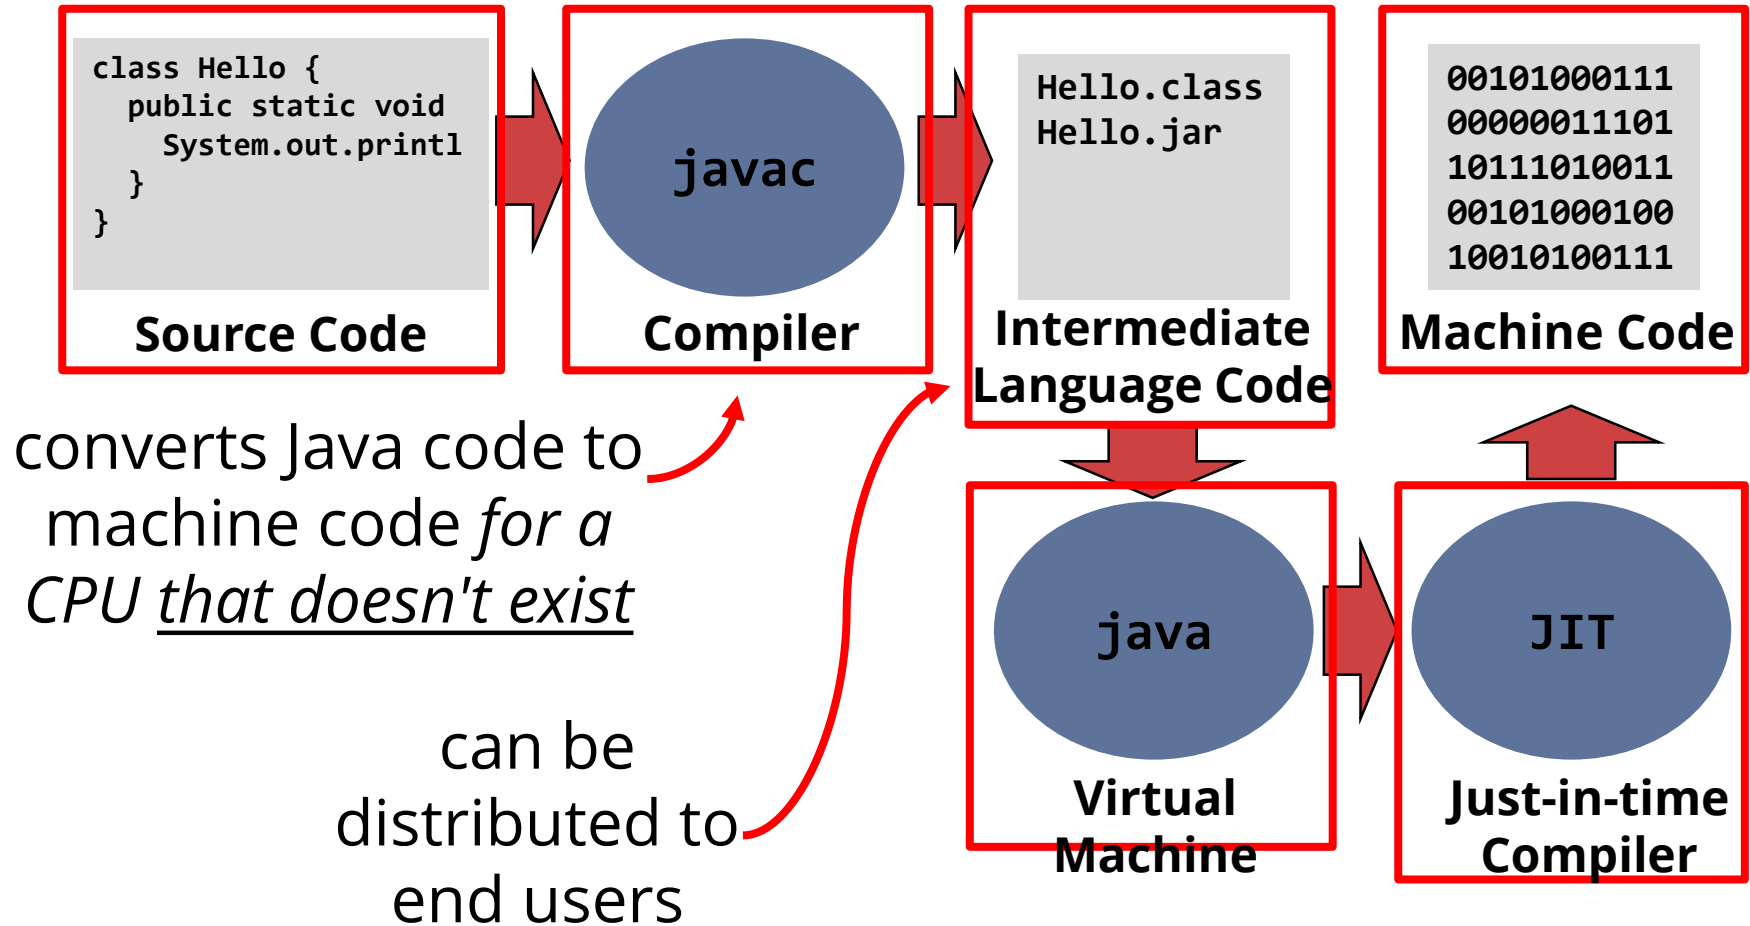 class Hello {
public static void
System.out.printl
}
}
Source Code
javac
Compiler
Hello.class
Hello.jar
Intermediate
Language Code
00101000111
00000011101
10111010011
00101000100
10010100111
Machine Code
converts Java code to
machine code for a
CPU that doesn't exist
can be
distributed to
end users
java
Virtual
Machine
JIT
Just-in-time
Compiler